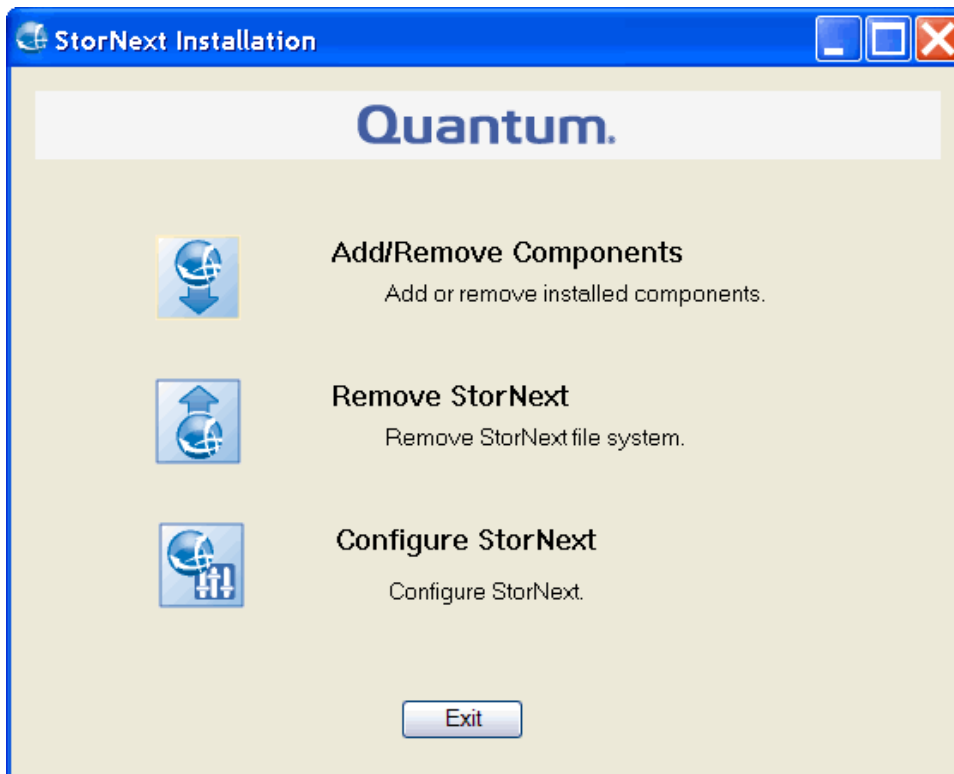 StorNext Installation
Quantum.
Add/Remove Components
Add or remove installed components.
Remove StorNext
Remove StorNext file system.
Configure StorNext
Configure StorNext.
Exit